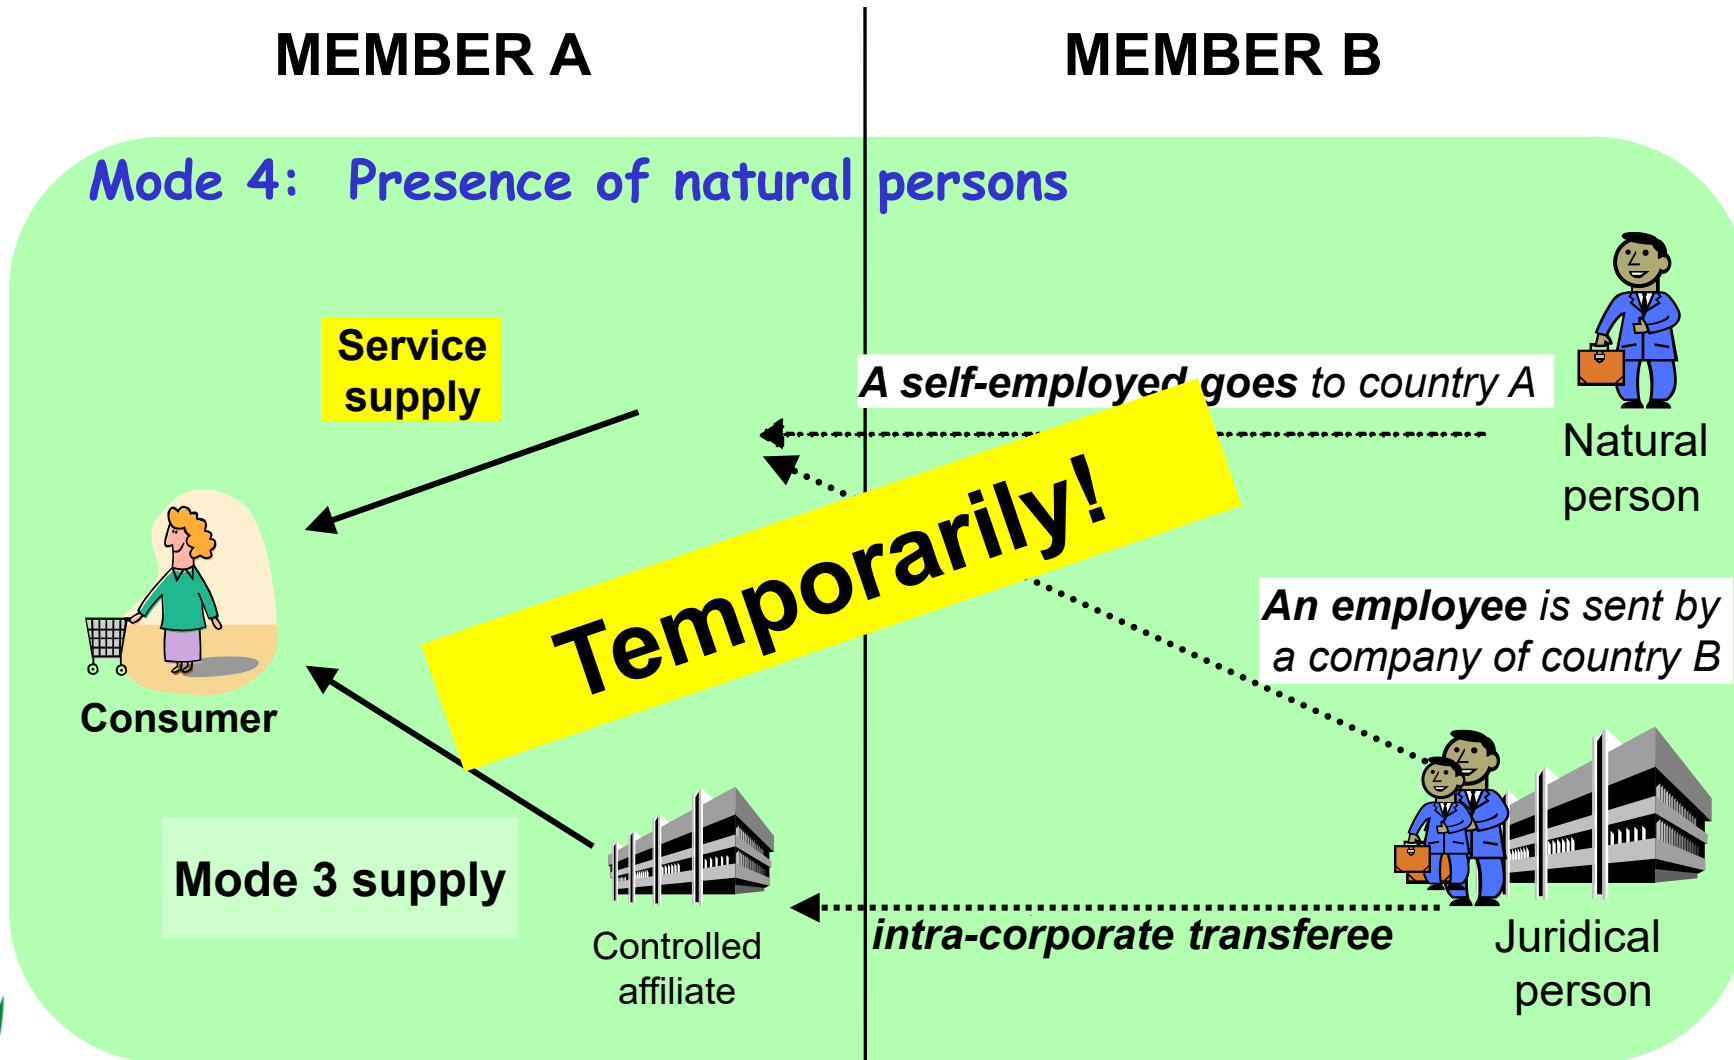 MEMBER A
MEMBER B
Mode 4: Presence of natural persons
Service
supply
A self-employed goes to country A
Natural
person
Temporarily!
An employee is sent by
a company of country B
Consumer
Mode 3 supply
Controlled
affiliate
intra-corporate transferee
Juridical
person